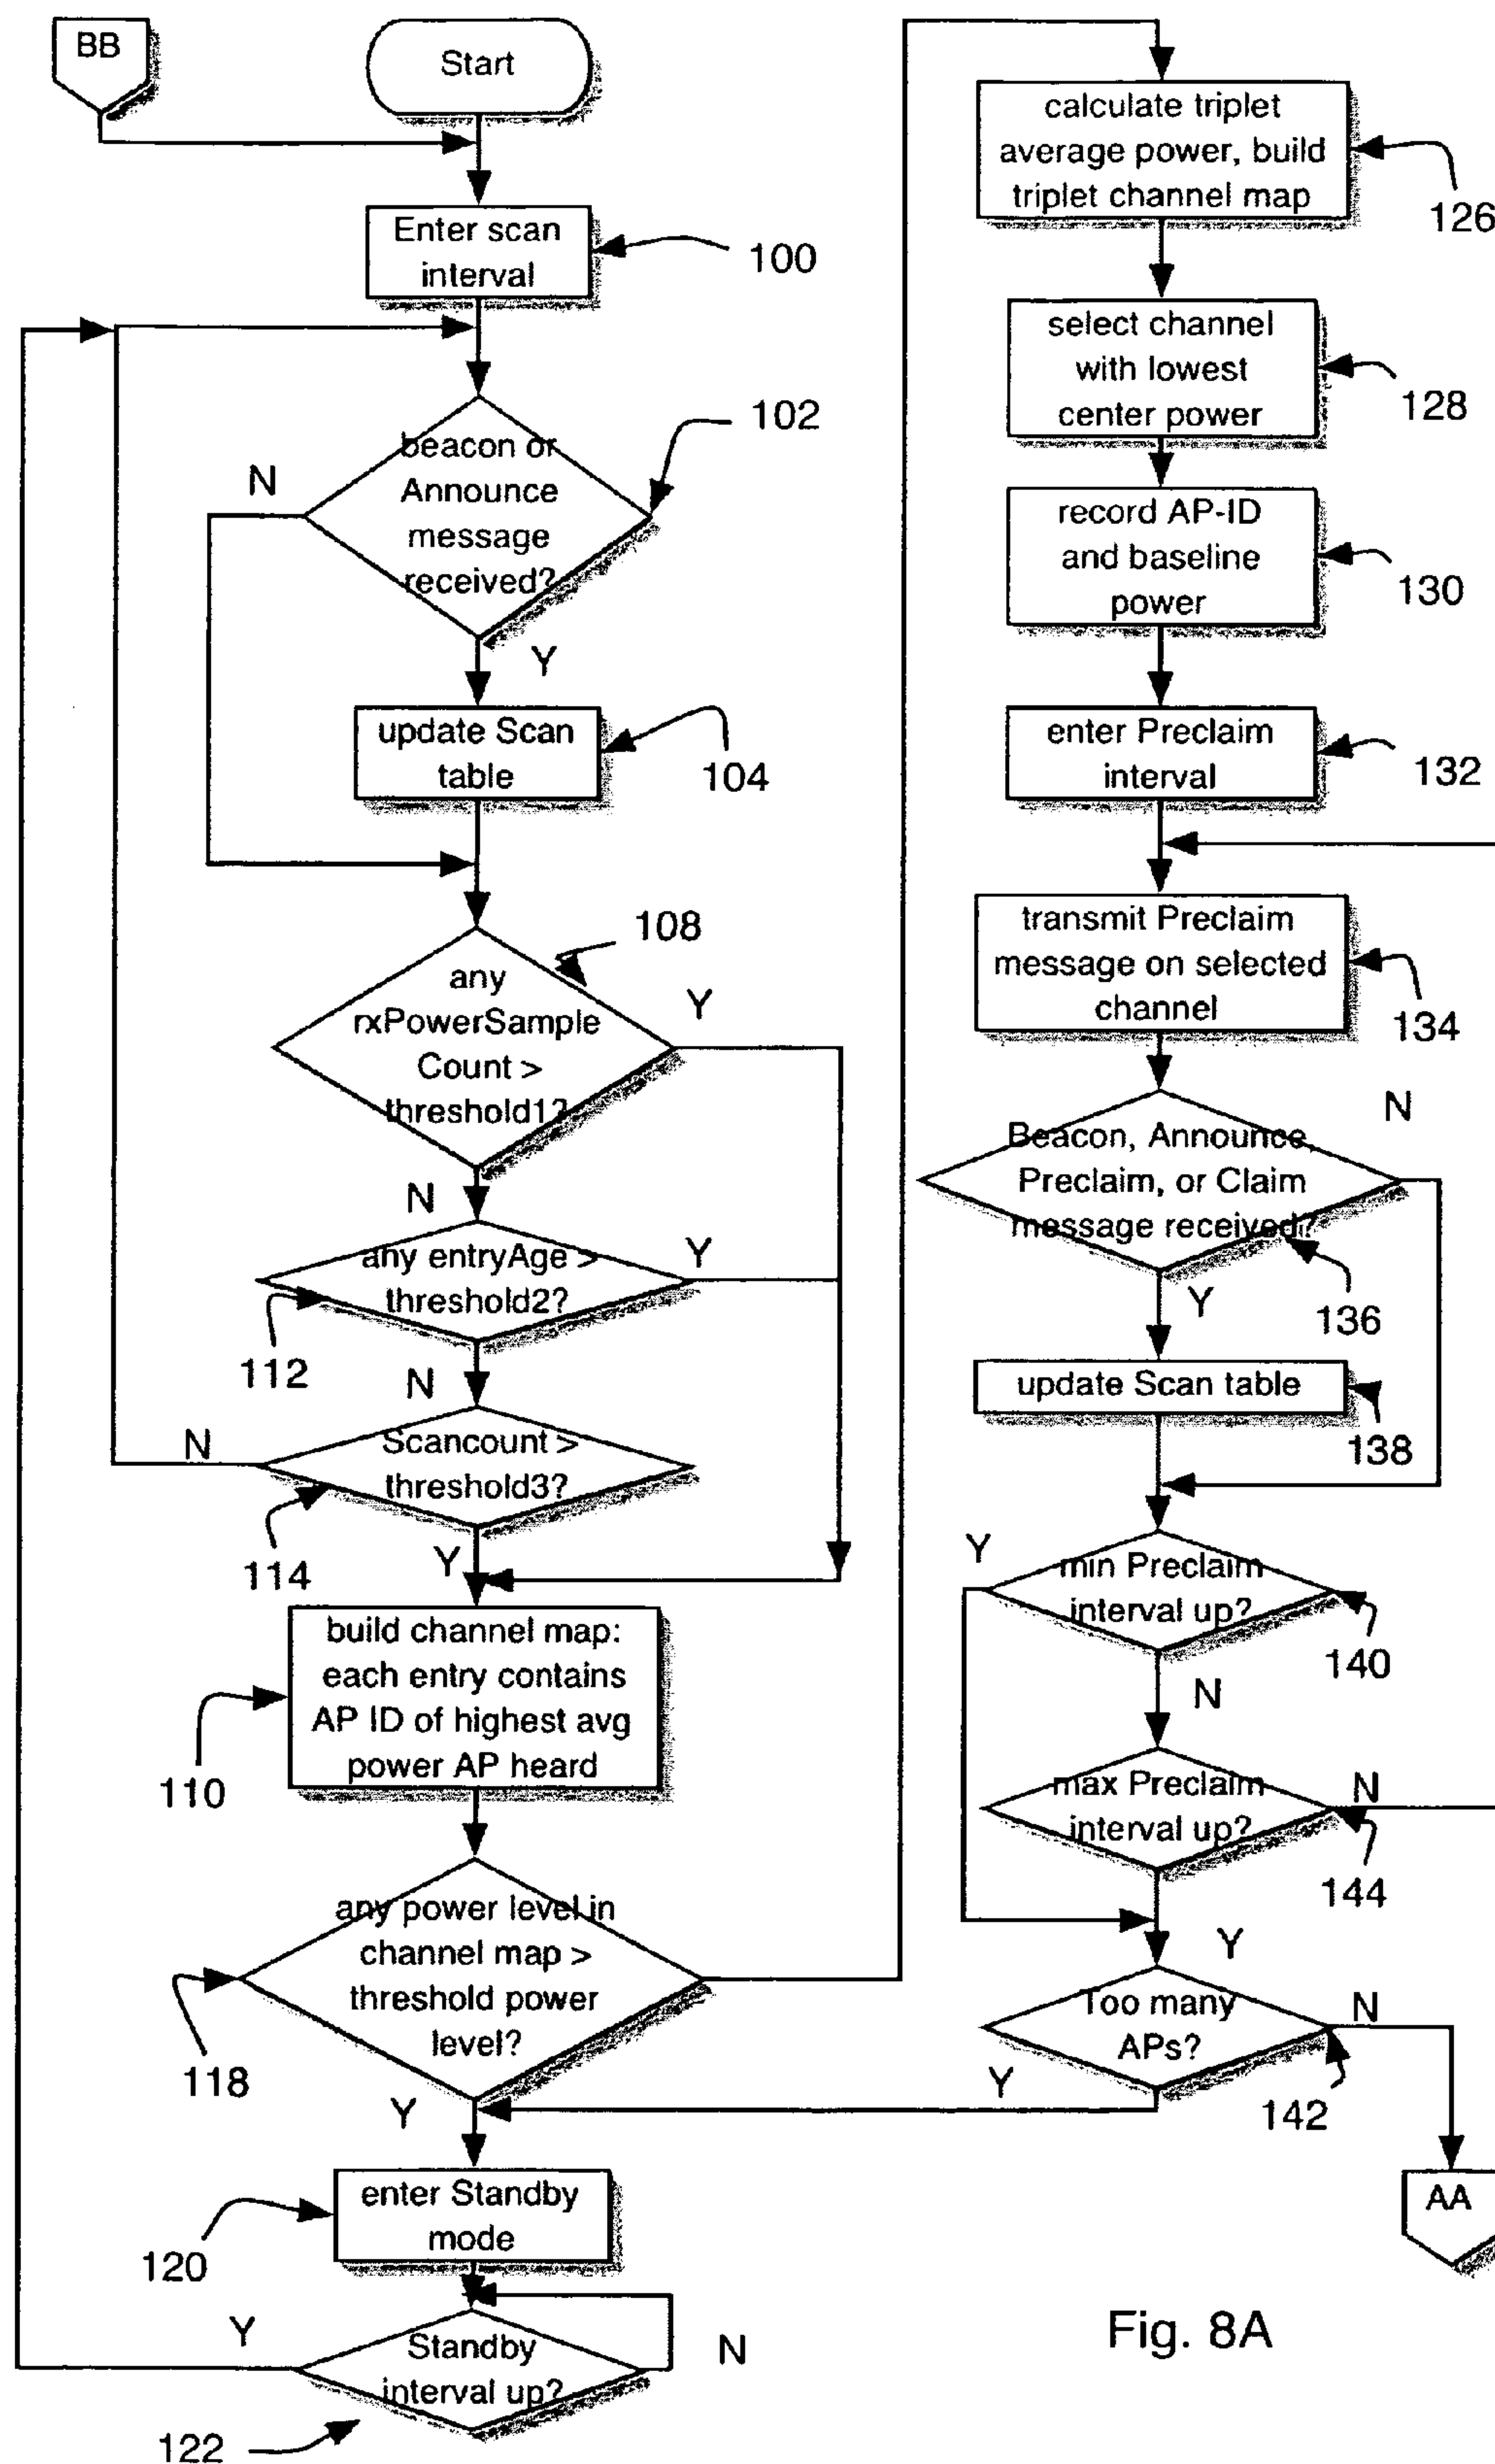 BB
Start
Enter scan
interval
100
beacon or
Announce
message
received?
102
N
Y
update Scan
table
104
any
rxPowerSample
Count >
threshold1?
108
Y
N
any entryAge >
threshold2?
Y
112
N
Scancount >
threshold3?
N
114
Y
build channel map:
each entry contains
AP ID of highest avg
power AP heard
110
any power level in
channel map >
threshold power
level?
118
Y
enter Standby
mode
120
Standby
interval up?
Y
N
122
calculate triplet
average power, build
triplet channel map
126
select channel
with lowest
center power
128
record AP-ID
and baseline
power
130
enter Preclaim
interval
132
transmit Preclaim
message on selected
channel
134
Beacon, Announce,
Preclaim, or Claim
message received?
N
136
Y
update Scan table
138
min Preclaim
interval up?
Y
140
N
max Preclaim
interval up?
N
144
Y
Too many
APs?
N
Y
142
AA
Fig. 8A